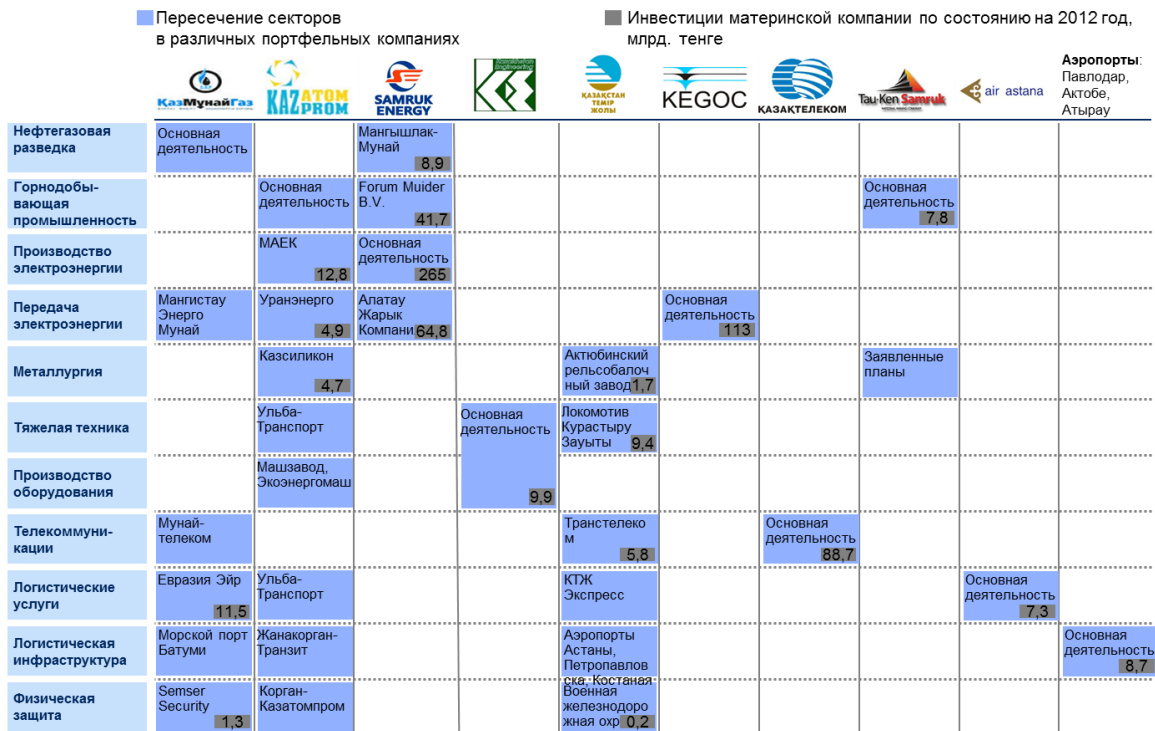 Пересечение секторов
в различных портфельных компаниях
Инвестиции материнской компании по состоянию на 2012 год,
млрд. тенге
ҚазМұнайГаз
KAZATOMPROM
SAMRUK
ENERGY
Kazakhstan
Engineering
KE
ҚАЗАҚСТАН
ТЕМІР
ЖОЛЫ
KEGOC
ҚАЗАҚТЕЛЕКОМ
Tau-Ken Samruk
air astana
Аэропорты:
Павлодар,
Актобе,
Атырау
Нефтегазовая
разведка
Основная
деятельность
Мангышлак-
Мунай
8,9
Горнодобы-
вающая
промышленность
Основная
деятельность
Forum Muider
B.V.
41,7
Основная
деятельность
7,8
Производство
электроэнергии
МАЕК
12,8
Основная
деятельность
265
Передача
электроэнергии
Мангистау
Энерго
Мунай
Уранэнерго
4,9
Алатау
Жарык
Компани
64,8
Основная
деятельность
113
Металлургия
Казсиликон
4,7
Актюбинский
рельсобалоч
ный завод
1,7
Заявленные
планы
Тяжелая техника
Ульба-
Транспорт
Основная
деятельность
9,9
Локомотив
Курастыру
Зауыты
9,4
Производство
оборудования
Машзавод,
Экоэнергомаш
Телекоммуни-
кации
Мунай-
телеком
Транстелеко
м
5,8
Основная
деятельность
88,7
Логистические
услуги
Евразия Эйр
11,5
Ульба-
Транспорт
КТЖ
Экспресс
Основная
деятельность
7,3
Логистическая
инфраструктура
Морской порт
Батуми
Жанакорган-
Транзит
Аэропорты
Астаны,
Петропавлов
ска, Костаная
Основная
деятельность
8,7
Физическая
защита
Semser
Security
1,3
Корган-
Казатомпром
Военная
железнодоро
жная охр
0,2